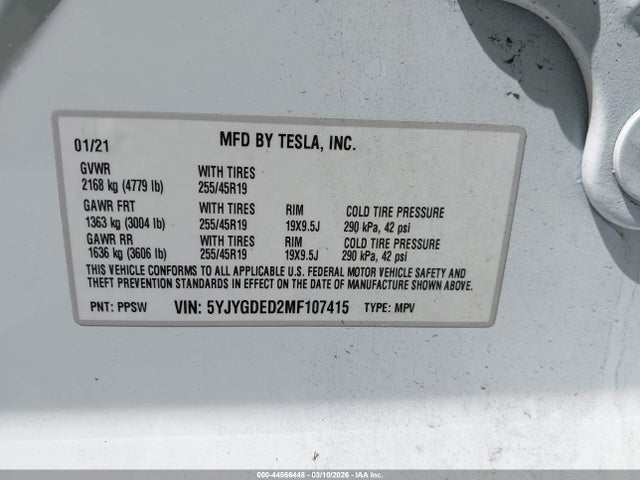 01/21 MFD BY TESLA, INC.
GVWR WITH TIRES
2168 kg (4779 lb) 255/45R19
GAWR FRT WITH TIRES RIM COLD TIRE PRESSURE
1363 kg (3004 lb) 255/45R19 19X9.5J 290 kPa, 42 psi
GAWR RR WITH TIRES RIM COLD TIRE PRESSURE
1636 kg (3606 lb) 255/45R19 19X9.5J 290 kPa, 42 psi
THIS VEHICLE CONFORMS TO ALL APPLICABLE U.S. FEDERAL MOTOR VEHICLE SAFETY AND
THEFT PREVENTION STANDARDS IN EFFECT ON THE DATE OF MANUFACTURE SHOWN ABOVE.
PNT: PPSW VIN: 5YJYGDED2MF107415 TYPE: MPV
000-44566448 - 03/10/2026 - IAA Inc.